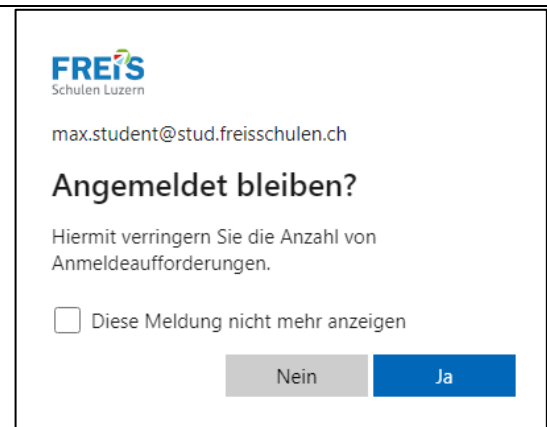 FREI'S
Schulen Luzern
max.student@stud.freisschulen.ch
Angemeldet bleiben?
Hiermit verringern Sie die Anzahl von
Anmeldeaufforderungen.
Diese Meldung nicht mehr anzeigen
Nein
Ja